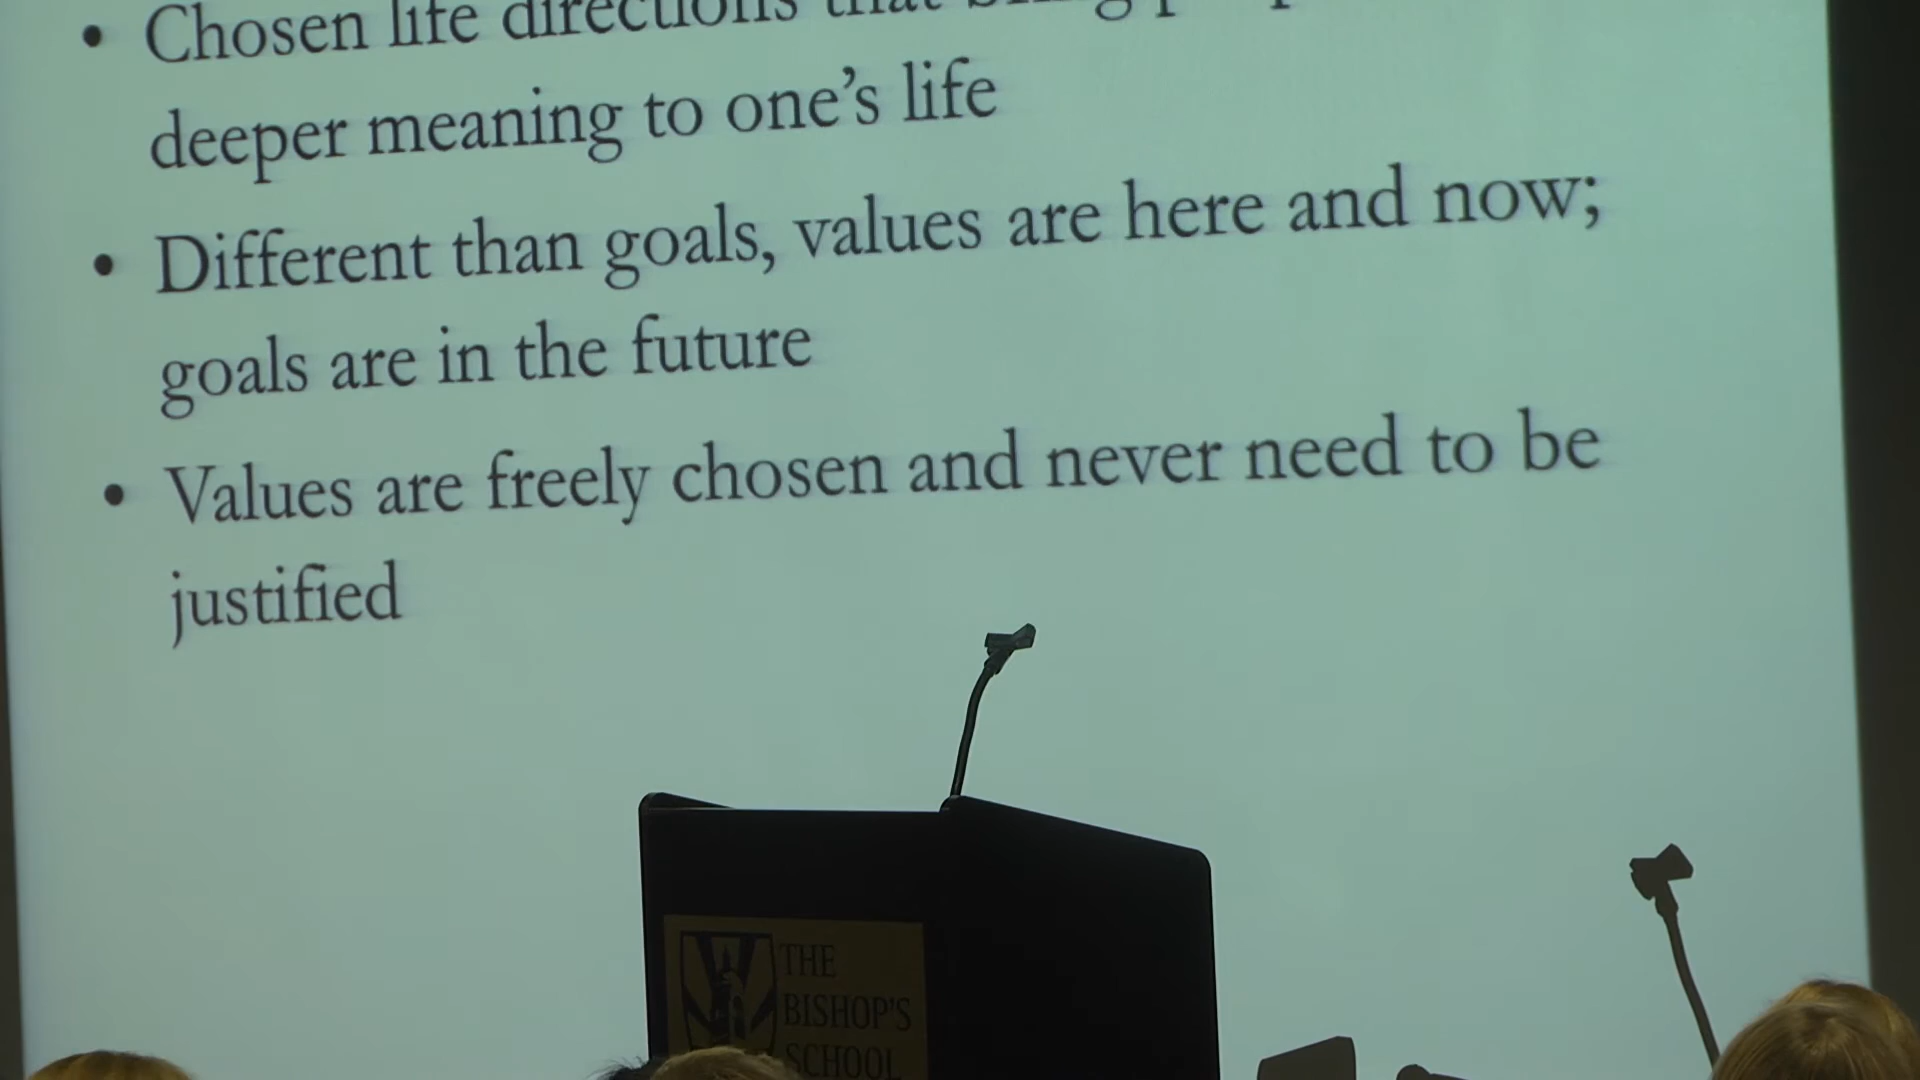 • Chosen life directions that bring
deeper meaning to one’s life
• Different than goals, values are here and now;
goals are in the future
• Values are freely chosen and never need to be
justified
THE
BISHOP'S
SCHOOL